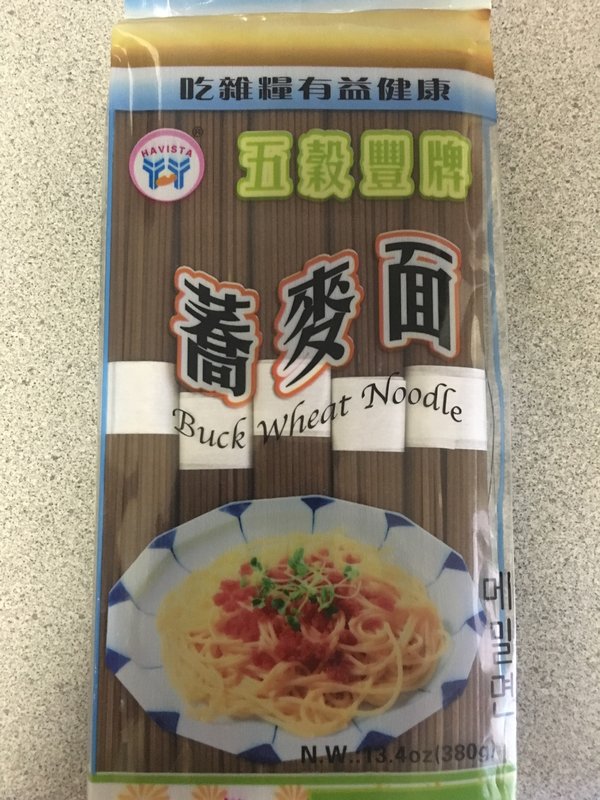 吃雜糧有益健康
HAVISTA
®
五榖豐牌
蕎麥面
Buck Wheat Noodle
메밀면
N.W.:13.4oz(380g)